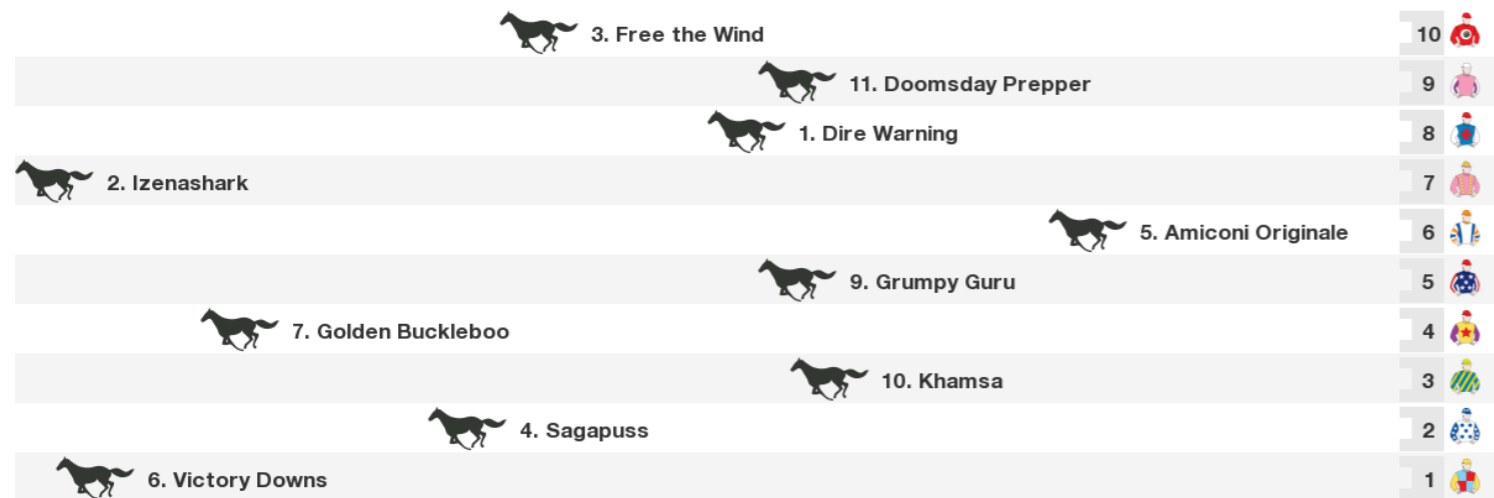 3. Free the Wind 10
11. Doomsday Prepper 9
1. Dire Warning 8
2. Izenashark 7
5. Amiconi Originale 6
9. Grumpy Guru 5
7. Golden Buckleboo 4
10. Khamsa 3
4. Sagapuss 2
6. Victory Downs 1